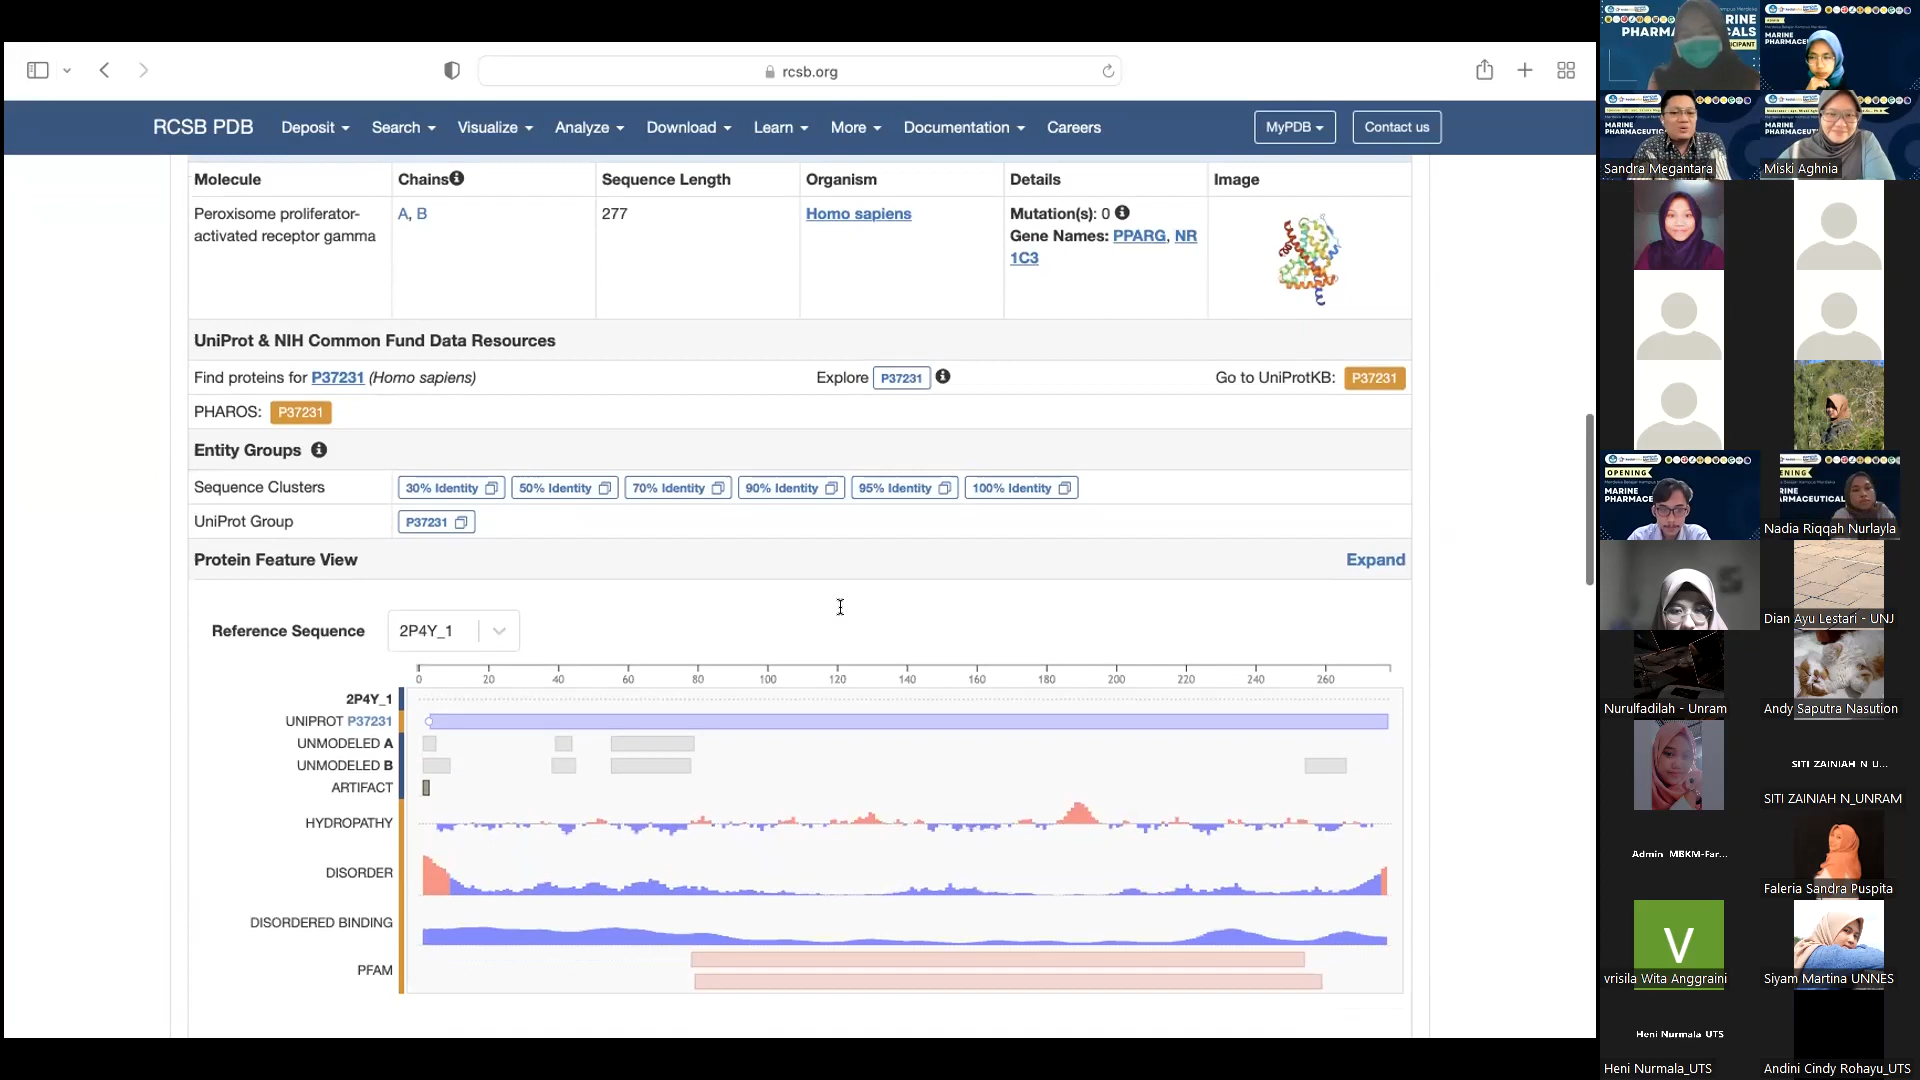 rcsb.org
RCSB PDB
Deposit
Search
Visualize
Analyze
Download
Learn
More
Documentation
Careers
MyPDB
Contact us
Molecule
Chains
Sequence Length
Organism
Details
Image
Peroxisome proliferator-
activated receptor gamma
A, B
277
Homo sapiens
Mutation(s): 0
Gene Names: PPARG, NR
1C3
UniProt & NIH Common Fund Data Resources
Find proteins for P37231 (Homo sapiens)
Explore P37231
Go to UniProtKB: P37231
PHAROS: P37231
Entity Groups
Sequence Clusters
30% Identity
50% Identity
70% Identity
90% Identity
95% Identity
100% Identity
UniProt Group
P37231
Protein Feature View
Expand
Reference Sequence
2P4Y_1
0 20 40 60 80 100 120 140 160 180 200 220 240 260
2P4Y_1
UNIPROT P37231
UNMODELED A
UNMODELED B
ARTIFACT
HYDROPATHY
DISORDER
DISORDERED BINDING
PFAM
Sandra Megantara
Miski Aghnia
OPENING
MARINE
Nadia Riqqah Nurlayla
Dian Ayu Lestari - UNJ
Nurulfadilah - Unram
Andy Saputra Nasution
SITI ZAINIAH N U...
SITI ZAINIAH N_UNRAM
Admin MBKM-Far...
Faleria Sandra Puspita
V
vrisila Wita Anggraini
Siyam Martina UNNES
Heni Nurmala UTS
Heni Nurmala_UTS
Andini Cindy Rohayu_UTS